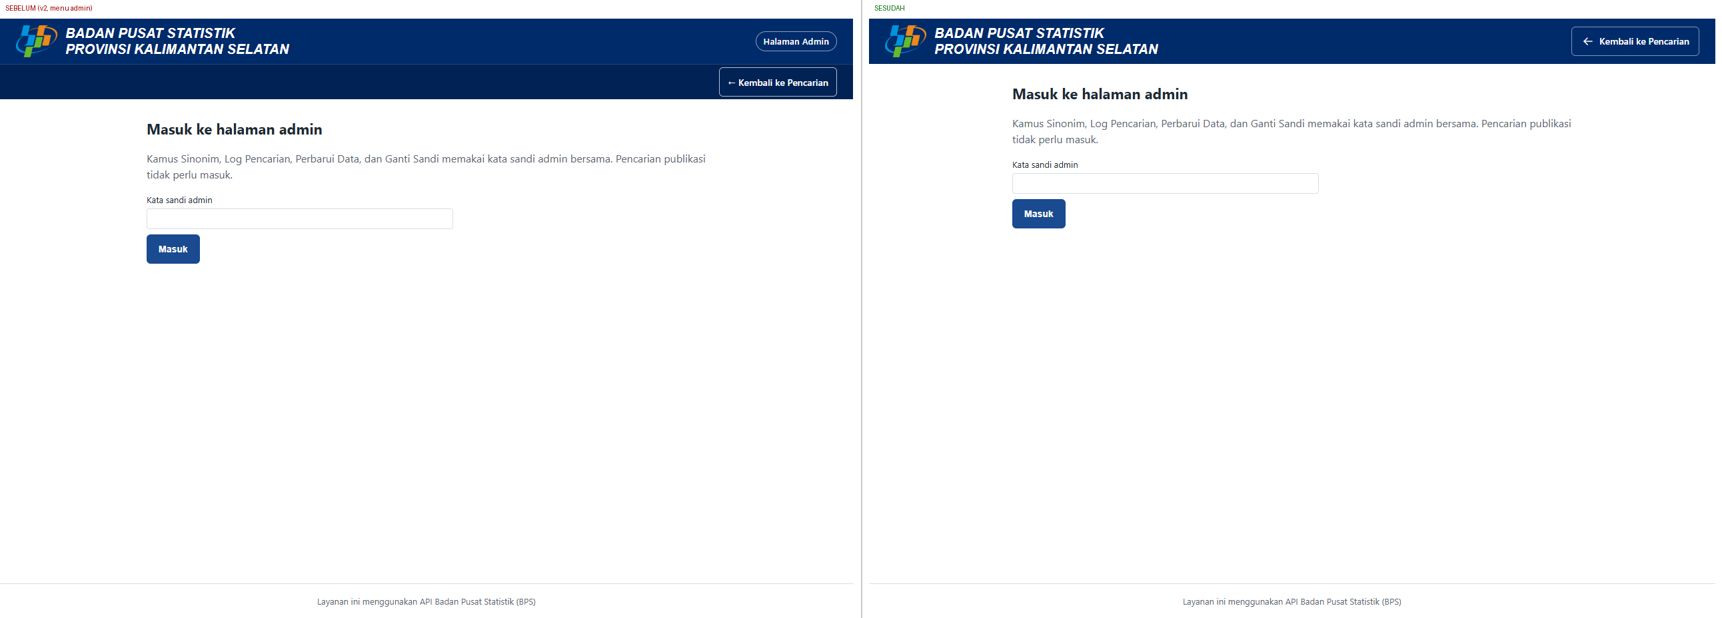 SEBELUM (v2, menu admin)
BADAN PUSAT STATISTIK
PROVINSI KALIMANTAN SELATAN
Halaman Admin
← Kembali ke Pencarian
Masuk ke halaman admin
Kamus Sinonim, Log Pencarian, Perbarui Data, dan Ganti Sandi memakai kata sandi admin bersama. Pencarian publikasi
tidak perlu masuk.
Kata sandi admin
Masuk
Layanan ini menggunakan API Badan Pusat Statistik (BPS)
SESUDAH
BADAN PUSAT STATISTIK
PROVINSI KALIMANTAN SELATAN
← Kembali ke Pencarian
Masuk ke halaman admin
Kamus Sinonim, Log Pencarian, Perbarui Data, dan Ganti Sandi memakai kata sandi admin bersama. Pencarian publikasi
tidak perlu masuk.
Kata sandi admin
Masuk
Layanan ini menggunakan API Badan Pusat Statistik (BPS)